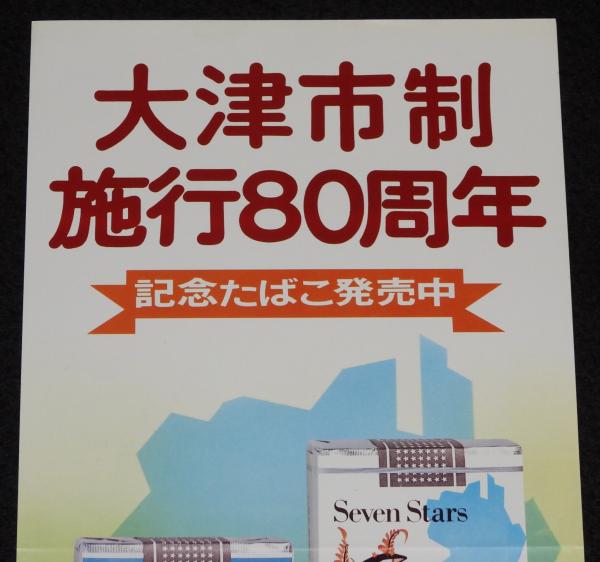 大津市制
施行80周年
記念たばこ発売中
Seven Stars